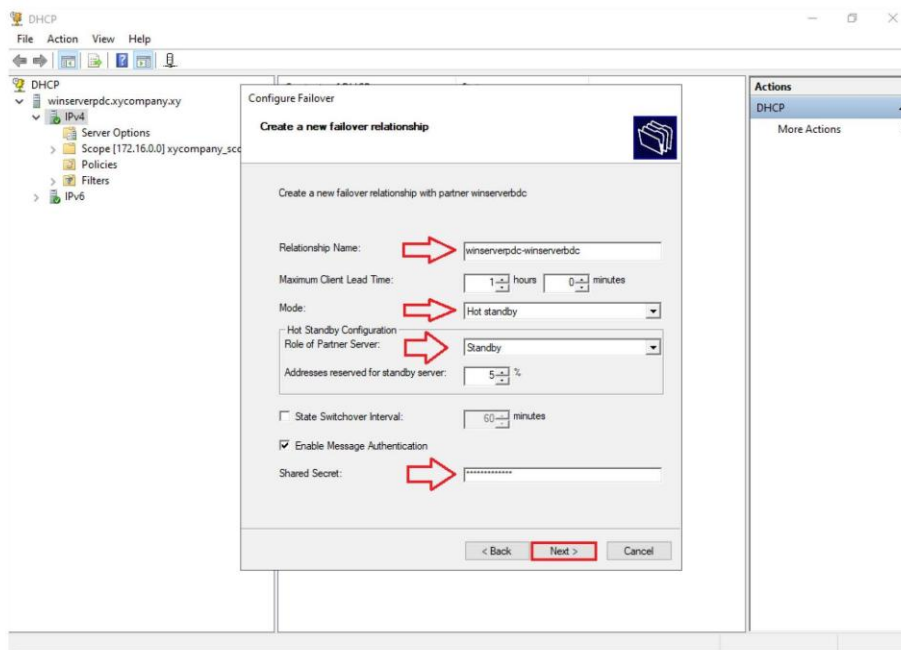 DHCP
File Action View Help
DHCP
winserverpdc.xycompany.xy
IPv4
Server Options
Scope [172.16.0.0] xycompany_sco
Policies
Filters
IPv6
Configure Failover
Create a new failover relationship
Create a new failover relationship with partner winserverbdc
Relationship Name: winserverpdc-winserverbdc
Maximum Client Lead Time: 1 hours 0 minutes
Mode: Hot standby
Hot Standby Configuration
Role of Partner Server: Standby
Addresses reserved for standby server: 5 %
State Switchover Interval: 60 minutes
Enable Message Authentication
Shared Secret: *************
< Back Next > Cancel
Actions
DHCP
More Actions